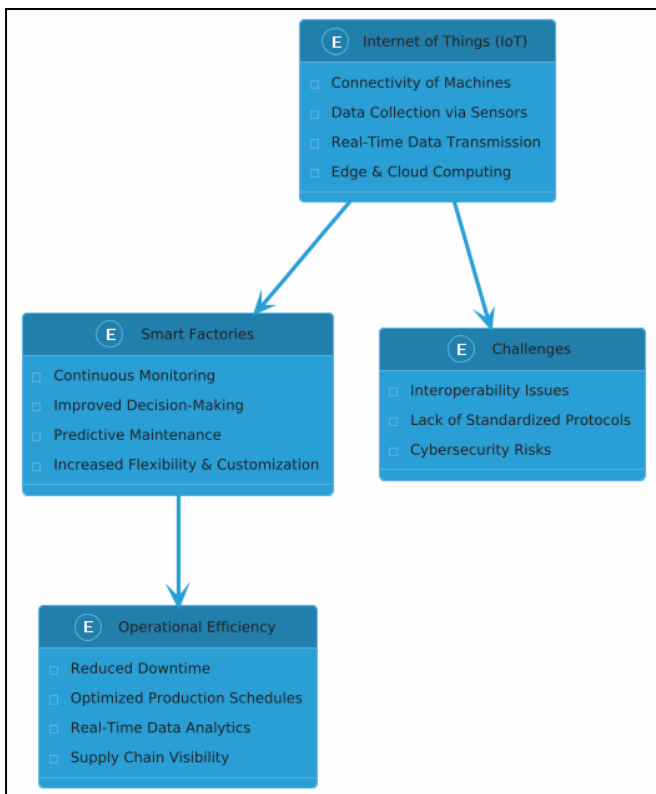 E Internet of Things (IoT)
Connectivity of Machines
Data Collection via Sensors
Real-Time Data Transmission
Edge & Cloud Computing
E Smart Factories
Continuous Monitoring
Improved Decision-Making
Predictive Maintenance
Increased Flexibility & Customization
E Challenges
Interoperability Issues
Lack of Standardized Protocols
Cybersecurity Risks
E Operational Efficiency
Reduced Downtime
Optimized Production Schedules
Real-Time Data Analytics
Supply Chain Visibility